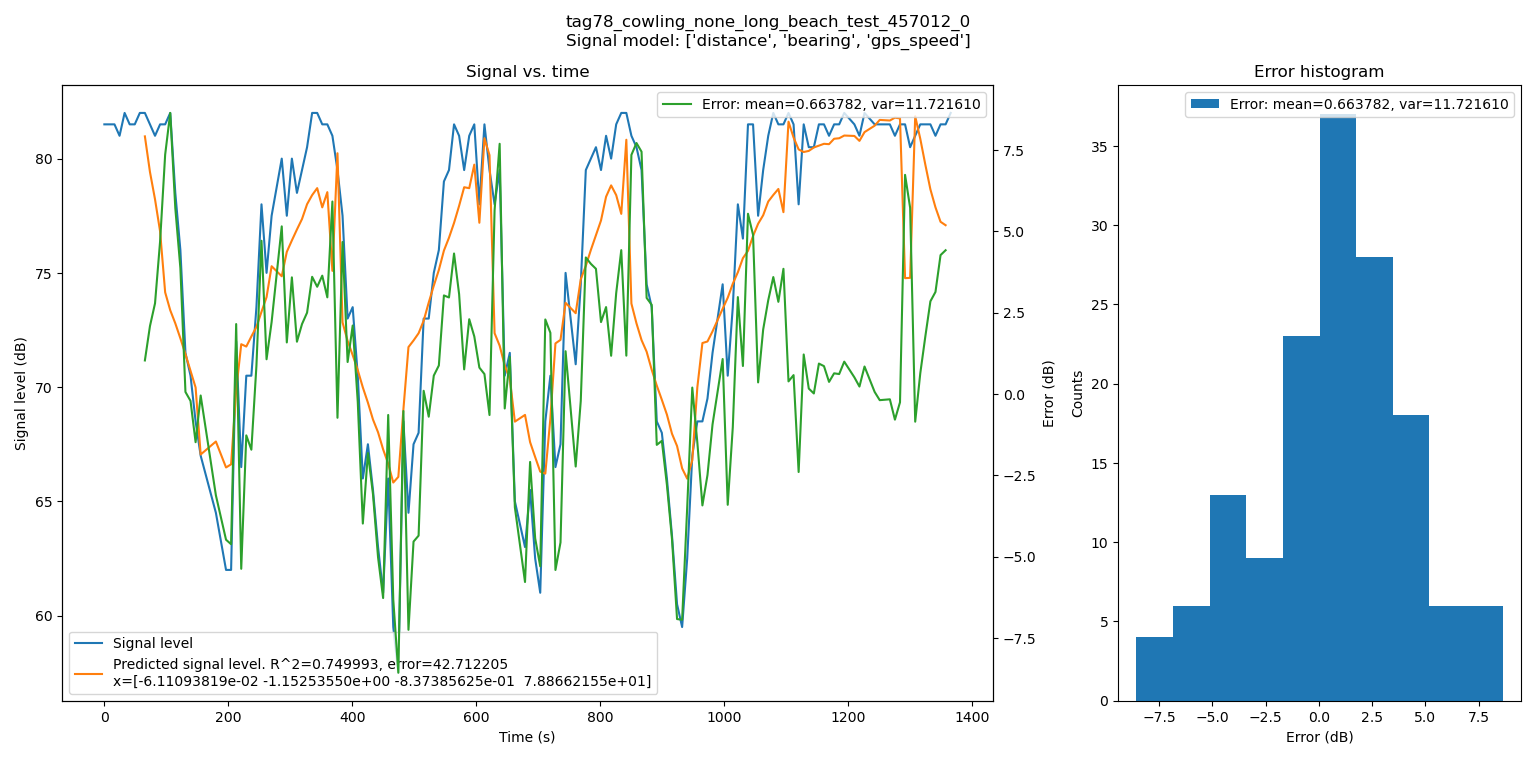 tag78_cowling_none_long_beach_test_457012_0
Signal model: ['distance', 'bearing', 'gps_speed']
Signal vs. time
Error: mean=0.663782, var=11.721610
Signal level (dB)
80
75
70
65
60
7.5
5.0
2.5
0.0
−2.5
−5.0
−7.5
Error (dB)
Signal level
Predicted signal level. R^2=0.749993, error=42.712205
x=[-6.11093819e-02 -1.15253550e+00 -8.37385625e-01  7.88662155e+01]
0 200 400 600 800 1000 1200 1400
Time (s)
Error histogram
Error: mean=0.663782, var=11.721610
Counts
35
30
25
20
15
10
5
0
−7.5 −5.0 −2.5 0.0 2.5 5.0 7.5
Error (dB)